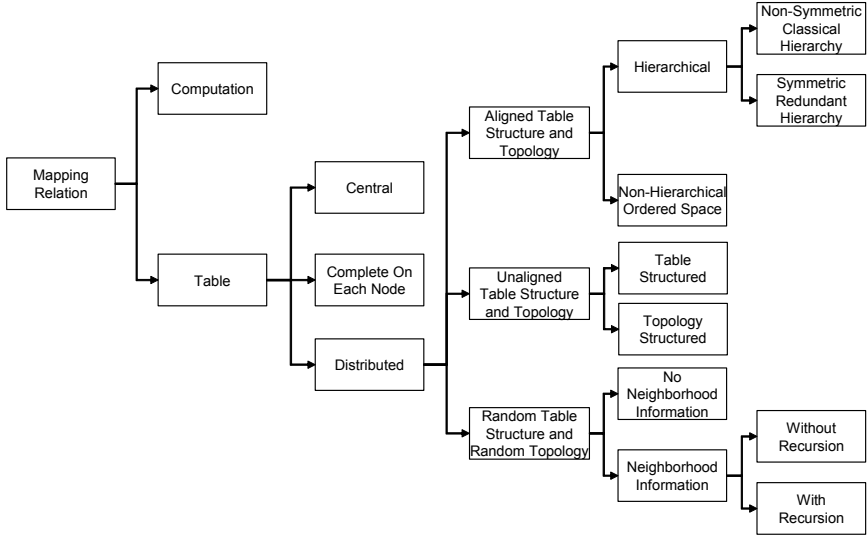 Mapping
Relation
Computation
Table
Central
Complete On
Each Node
Distributed
Aligned Table
Structure and
Topology
Unaligned
Table Structure
and Topology
Random Table
Structure and
Random Topology
Hierarchical
Non-Hierarchical
Ordered Space
Table
Structured
Topology
Structured
No
Neighborhood
Information
Neighborhood
Information
Non-Symmetric
Classical
Hierarchy
Symmetric
Redundant
Hierarchy
Without
Recursion
With
Recursion